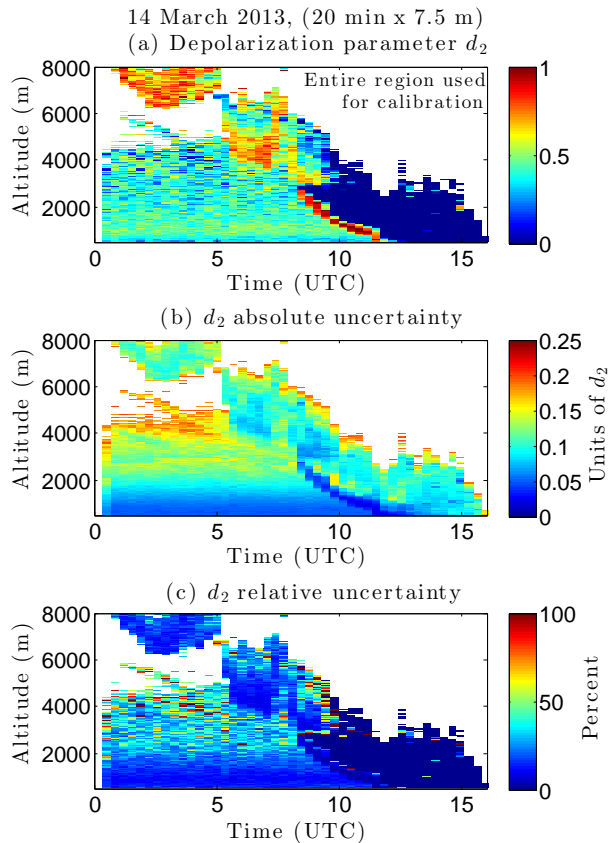 14 March 2013, (20 min x 7.5 m)
(a) Depolarization parameter d₂
Entire region used
for calibration
Altitude (m)
8000
6000
4000
2000
0
5
10
15
Time (UTC)
1
0.5
0
(b) d₂ absolute uncertainty
Altitude (m)
8000
6000
4000
2000
0
5
10
15
Time (UTC)
0.25
0.2
0.15
0.1
0.05
0
Units of d₂
(c) d₂ relative uncertainty
Altitude (m)
8000
6000
4000
2000
0
5
10
15
Time (UTC)
100
50
0
Percent